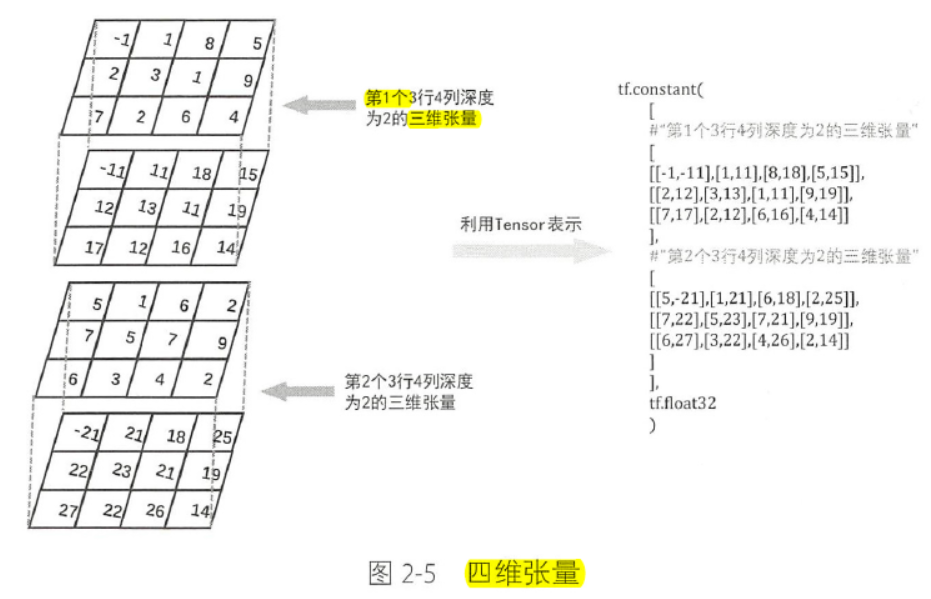 -1 1 8 5
2 3 1 9
7 2 6 4
第1个3行4列深度
为2的三维张量
-11 11 18 15
12 13 11 19
17 12 16 14
5 1 6 2
7 5 7 9
6 3 4 2
第2个3行4列深度
为2的三维张量
-21 21 18 25
22 23 21 19
27 22 26 14
利用Tensor表示
tf.constant(
[
#"第1个3行4列深度为2的三维张量"
[
[[-1,-11],[1,11],[8,18],[5,15]],
[[2,12],[3,13],[1,11],[9,19]],
[[7,17],[2,12],[6,16],[4,14]]
],
#"第2个3行4列深度为2的三维张量"
[
[[5,-21],[1,21],[6,18],[2,25]],
[[7,22],[5,23],[7,21],[9,19]],
[[6,27],[3,22],[4,26],[2,14]]
]
],
tf.float32
)
图 2-5 四维张量